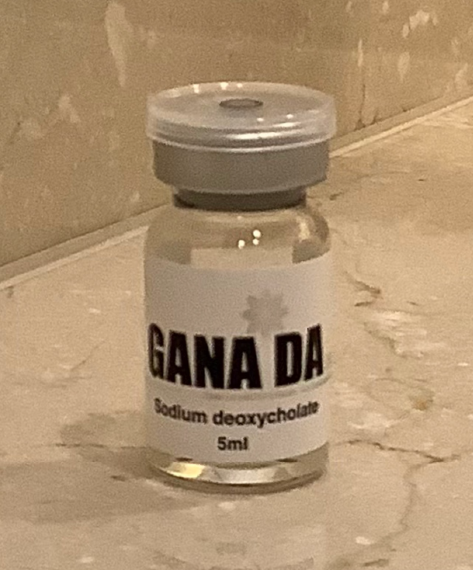 GANA DA
Sodium deoxycholate
5ml